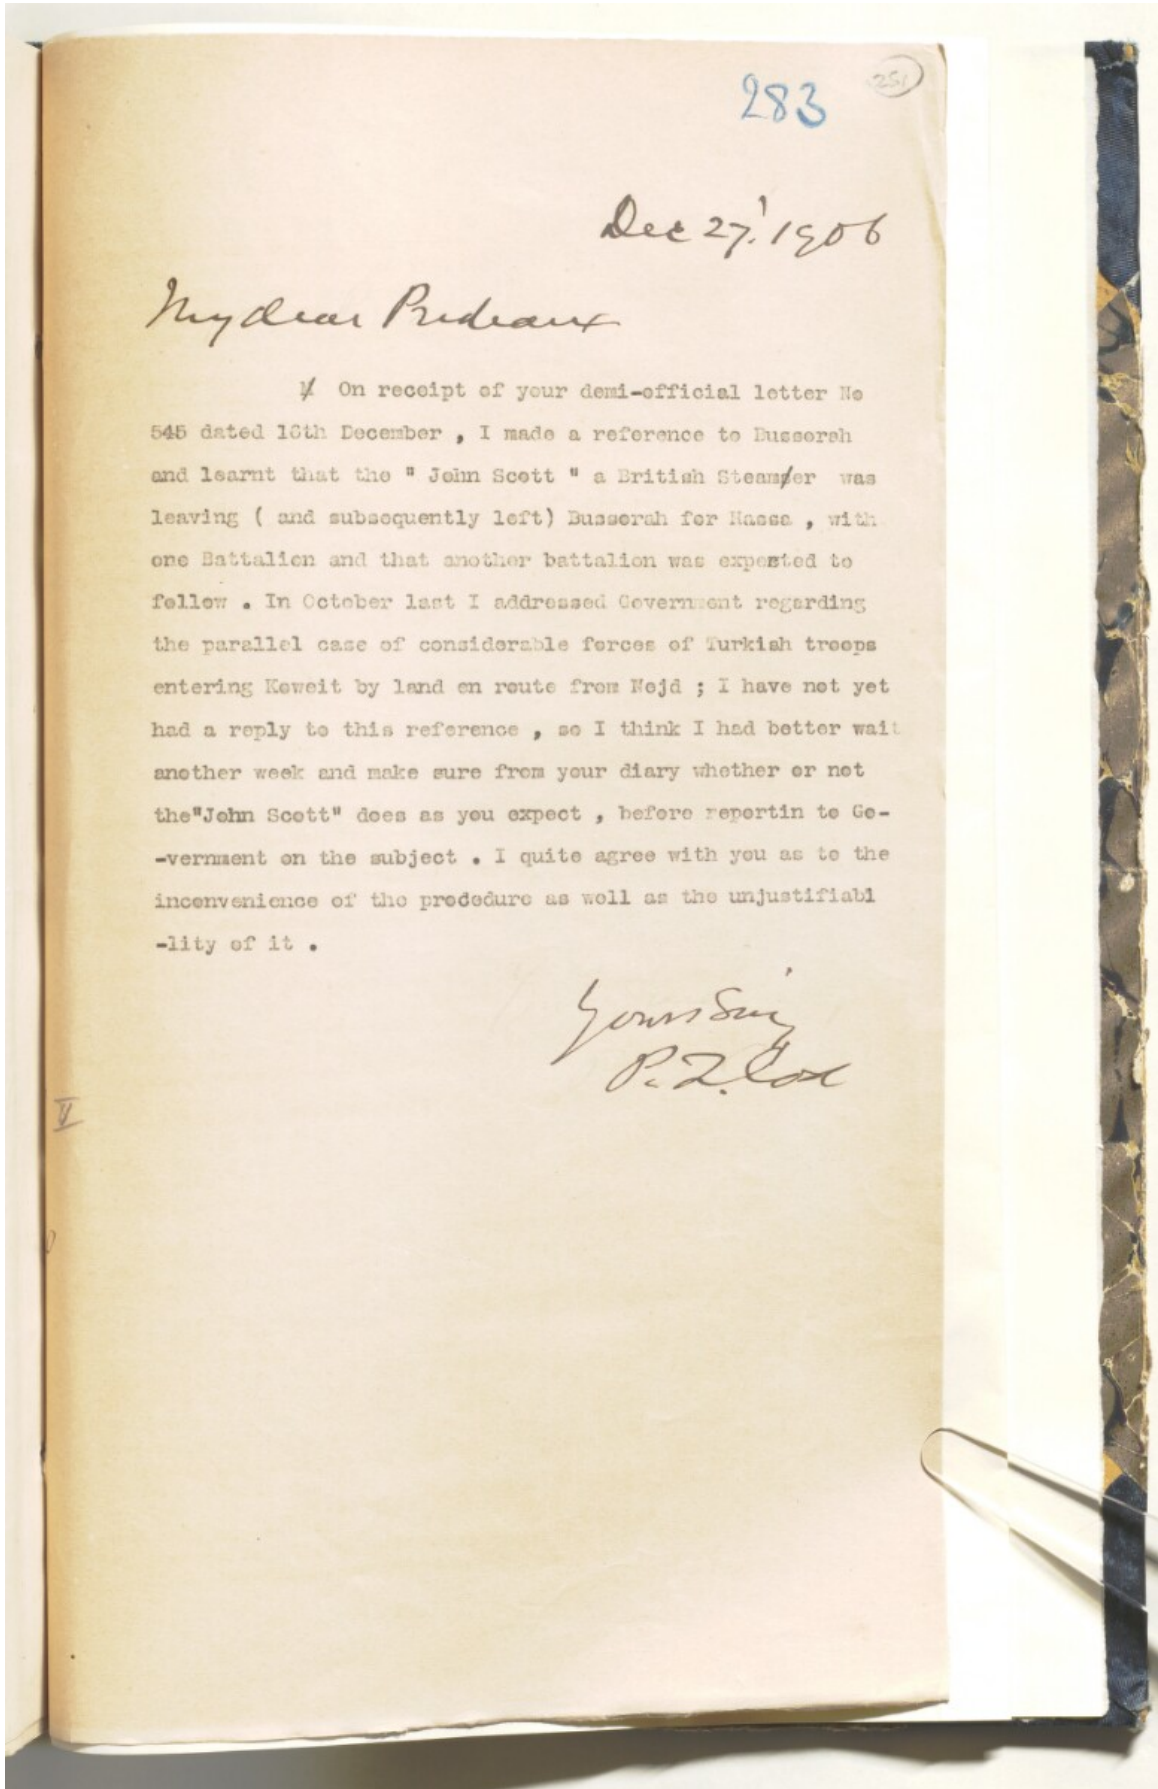 283
251
Dec 27. 1906
My dear Prideaux
On receipt of your demi-official letter No
545 dated 16th December , I made a reference to Bussorah
and learnt that the " John Scott " a British Steamer was
leaving ( and subsequently left) Bussorah for Hassa , with
one Battalion and that another battalion was expented to
follow . In October last I addressed Government regarding
the parallel case of considerable forces of Turkish troops
entering Koweit by land en route from Nejd ; I have not yet
had a reply to this reference , so I think I had better wait
another week and make sure from your diary whether or not
the"John Scott" does as you expect , before reportin to Go-
-vernment on the subject . I quite agree with you as to the
inconvenience of the prodedure as well as the unjustifiabl
-lity of it .
Yours Sinly
P. Z. Cox
V